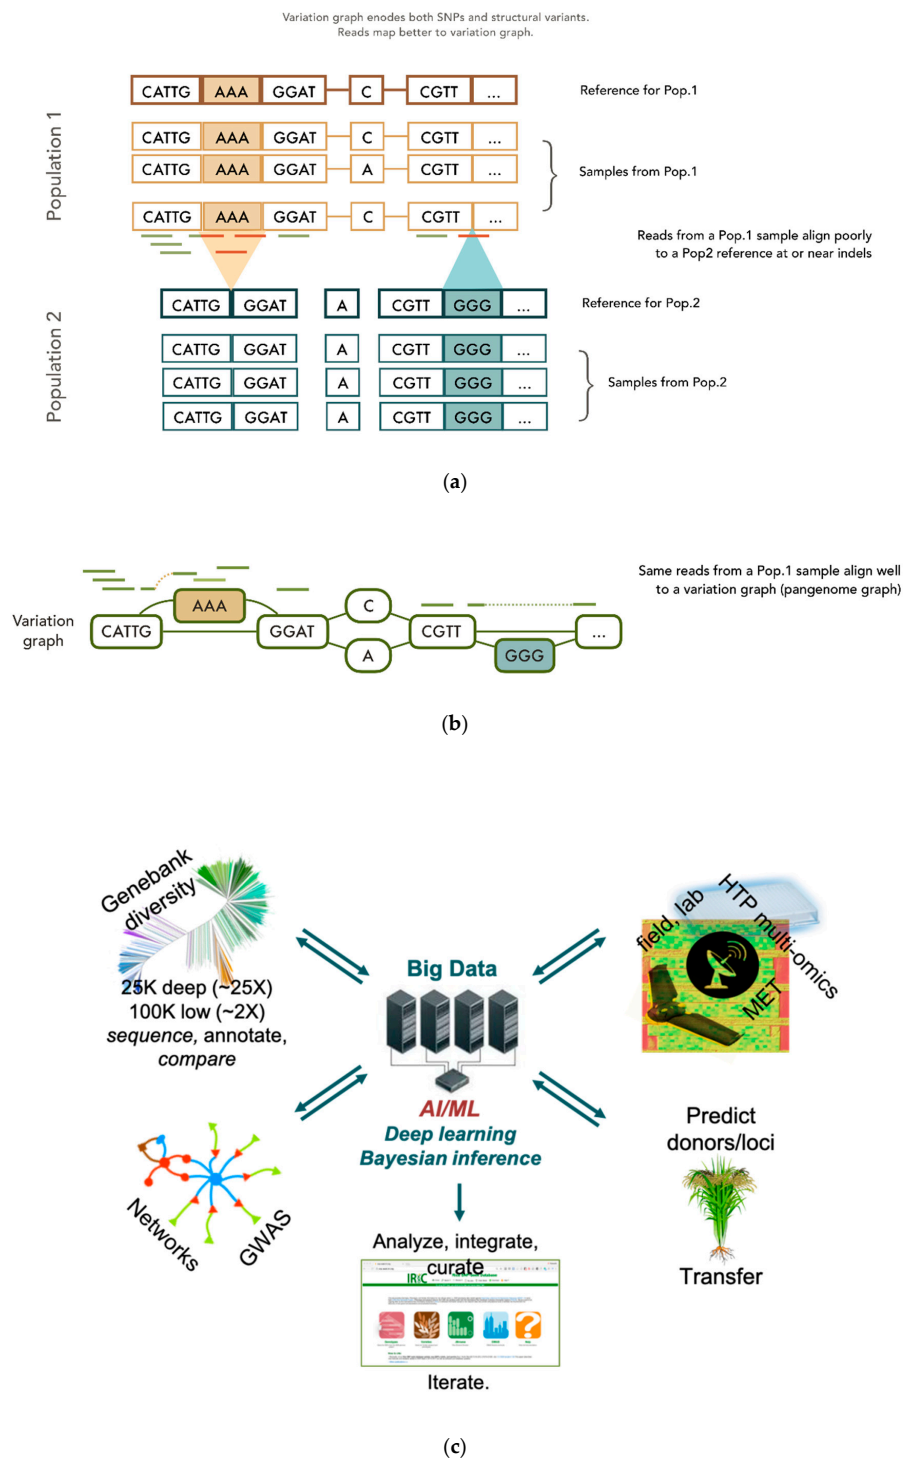 Variation graph enodes both SNPs and structural variants.
Reads map better to variation graph.
Population 1
CATTG AAA GGAT C CGTT ...
Reference for Pop.1
CATTG AAA GGAT C CGTT ...
CATTG AAA GGAT A CGTT ...
Samples from Pop.1
CATTG AAA GGAT C CGTT ...
Reads from a Pop.1 sample align poorly
to a Pop2 reference at or near indels
Population 2
CATTG GGAT A CGTT GGG ...
Reference for Pop.2
CATTG GGAT A CGTT GGG ...
CATTG GGAT A CGTT GGG ...
Samples from Pop.2
CATTG GGAT A CGTT GGG ...
(a)
Same reads from a Pop.1 sample align well
to a variation graph (pangenome graph)
Variation
graph
CATTG AAA GGAT C A CGTT GGG ...
(b)
Genebank
diversity
25K deep (~25X)
100K low (~2X)
sequence, annotate,
compare
Big Data
field, lab
HTP multi-omics
MET
AI/ML
Deep learning
Bayesian inference
Networks
GWAS
Predict
donors/loci
Transfer
Analyze, integrate,
curate
IRIC
Iterate.
(c)